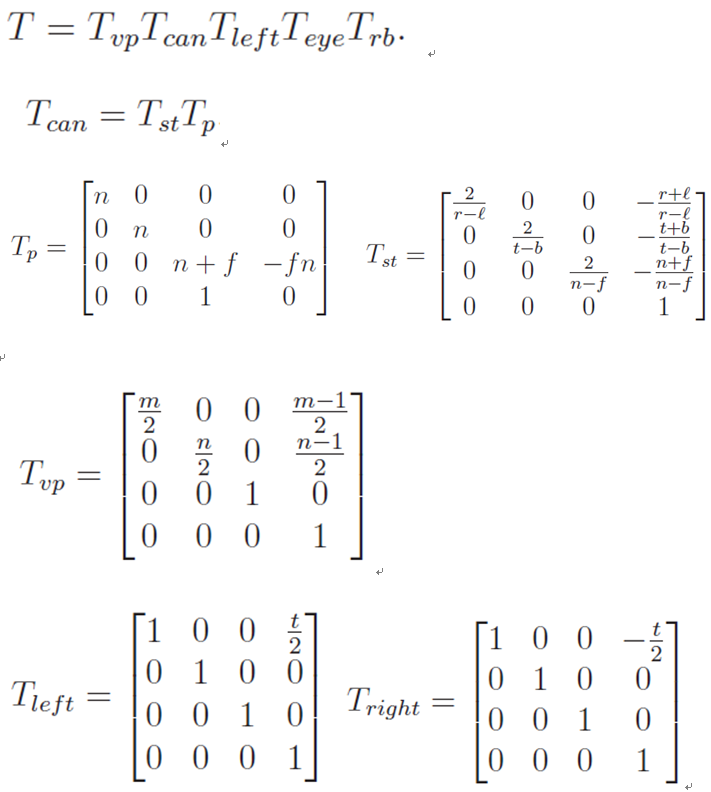 T = T_{vp}T_{can}T_{left}T_{eye}T_{rb}.
T_{can} = T_{st}T_p
T_p = \begin{bmatrix} n & 0 & 0 & 0 \\ 0 & n & 0 & 0 \\ 0 & 0 & n+f & -fn \\ 0 & 0 & 1 & 0 \end{bmatrix} T_{st} = \begin{bmatrix} \frac{2}{r-\ell} & 0 & 0 & -\frac{r+\ell}{r-\ell} \\ 0 & \frac{2}{t-b} & 0 & -\frac{t+b}{t-b} \\ 0 & 0 & \frac{2}{n-f} & -\frac{n+f}{n-f} \\ 0 & 0 & 0 & 1 \end{bmatrix}
T_{vp} = \begin{bmatrix} \frac{m}{2} & 0 & 0 & \frac{m-1}{2} \\ 0 & \frac{n}{2} & 0 & \frac{n-1}{2} \\ 0 & 0 & 1 & 0 \\ 0 & 0 & 0 & 1 \end{bmatrix}
T_{left} = \begin{bmatrix} 1 & 0 & 0 & \frac{t}{2} \\ 0 & 1 & 0 & 0 \\ 0 & 0 & 1 & 0 \\ 0 & 0 & 0 & 1 \end{bmatrix} T_{right} = \begin{bmatrix} 1 & 0 & 0 & -\frac{t}{2} \\ 0 & 1 & 0 & 0 \\ 0 & 0 & 1 & 0 \\ 0 & 0 & 0 & 1 \end{bmatrix}